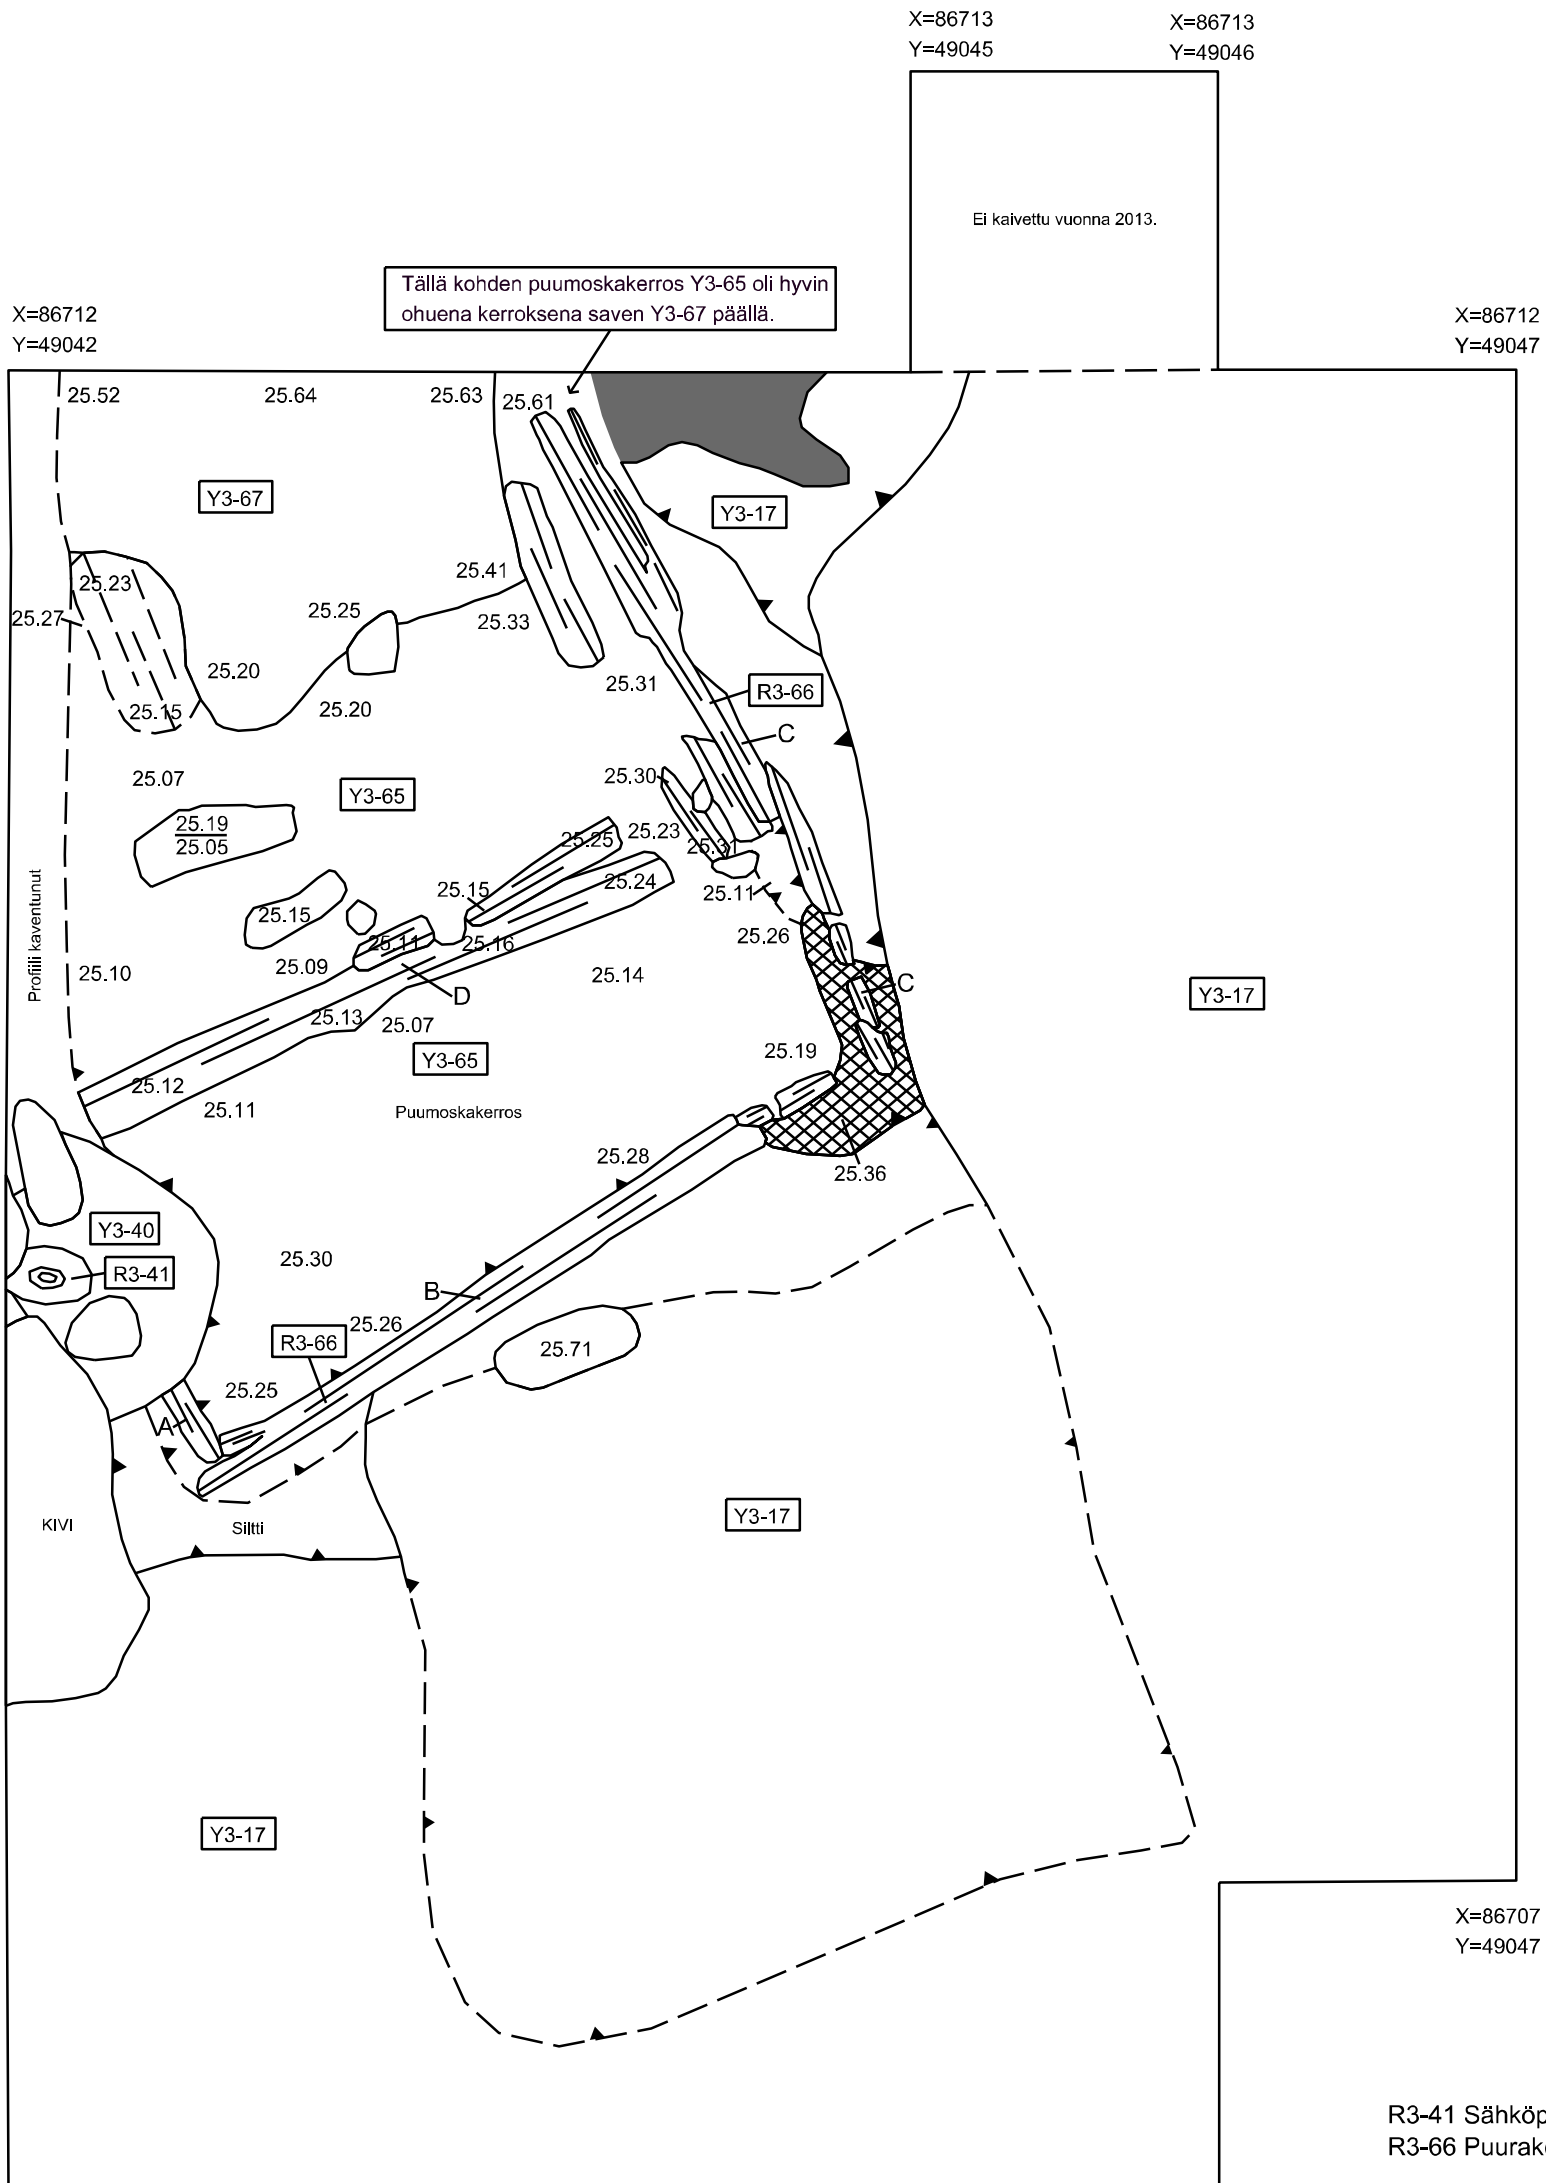 X=86713
Y=49045
X=86713
Y=49046
Ei kaivettu vuonna 2013.
Tällä kohden puumoskakerros Y3-65 oli hyvin
ohuena kerroksena saven Y3-67 päällä.
X=86712
Y=49042
X=86712
Y=49047
25.52
25.64
25.63
25.61
Y3-67
Y3-17
25.41
25.23
25.27
25.25
25.33
25.20
25.31
R3-66
25.15
25.20
C
25.07
25.30
Y3-65
25.19
25.05
25.25
25.23
25.31
25.15
25.24
25.11
25.15
25.11
25.16
25.26
Profiili kaventunut
25.10
25.09
25.14
D
C
Y3-17
25.13
25.07
25.19
Y3-65
25.12
25.11
Puumoskakerros
25.28
25.36
Y3-40
R3-41
25.30
B
25.26
R3-66
25.71
25.25
A
KIVI
Siltti
Y3-17
Y3-17
X=86707
Y=49047
R3-41
R3-66